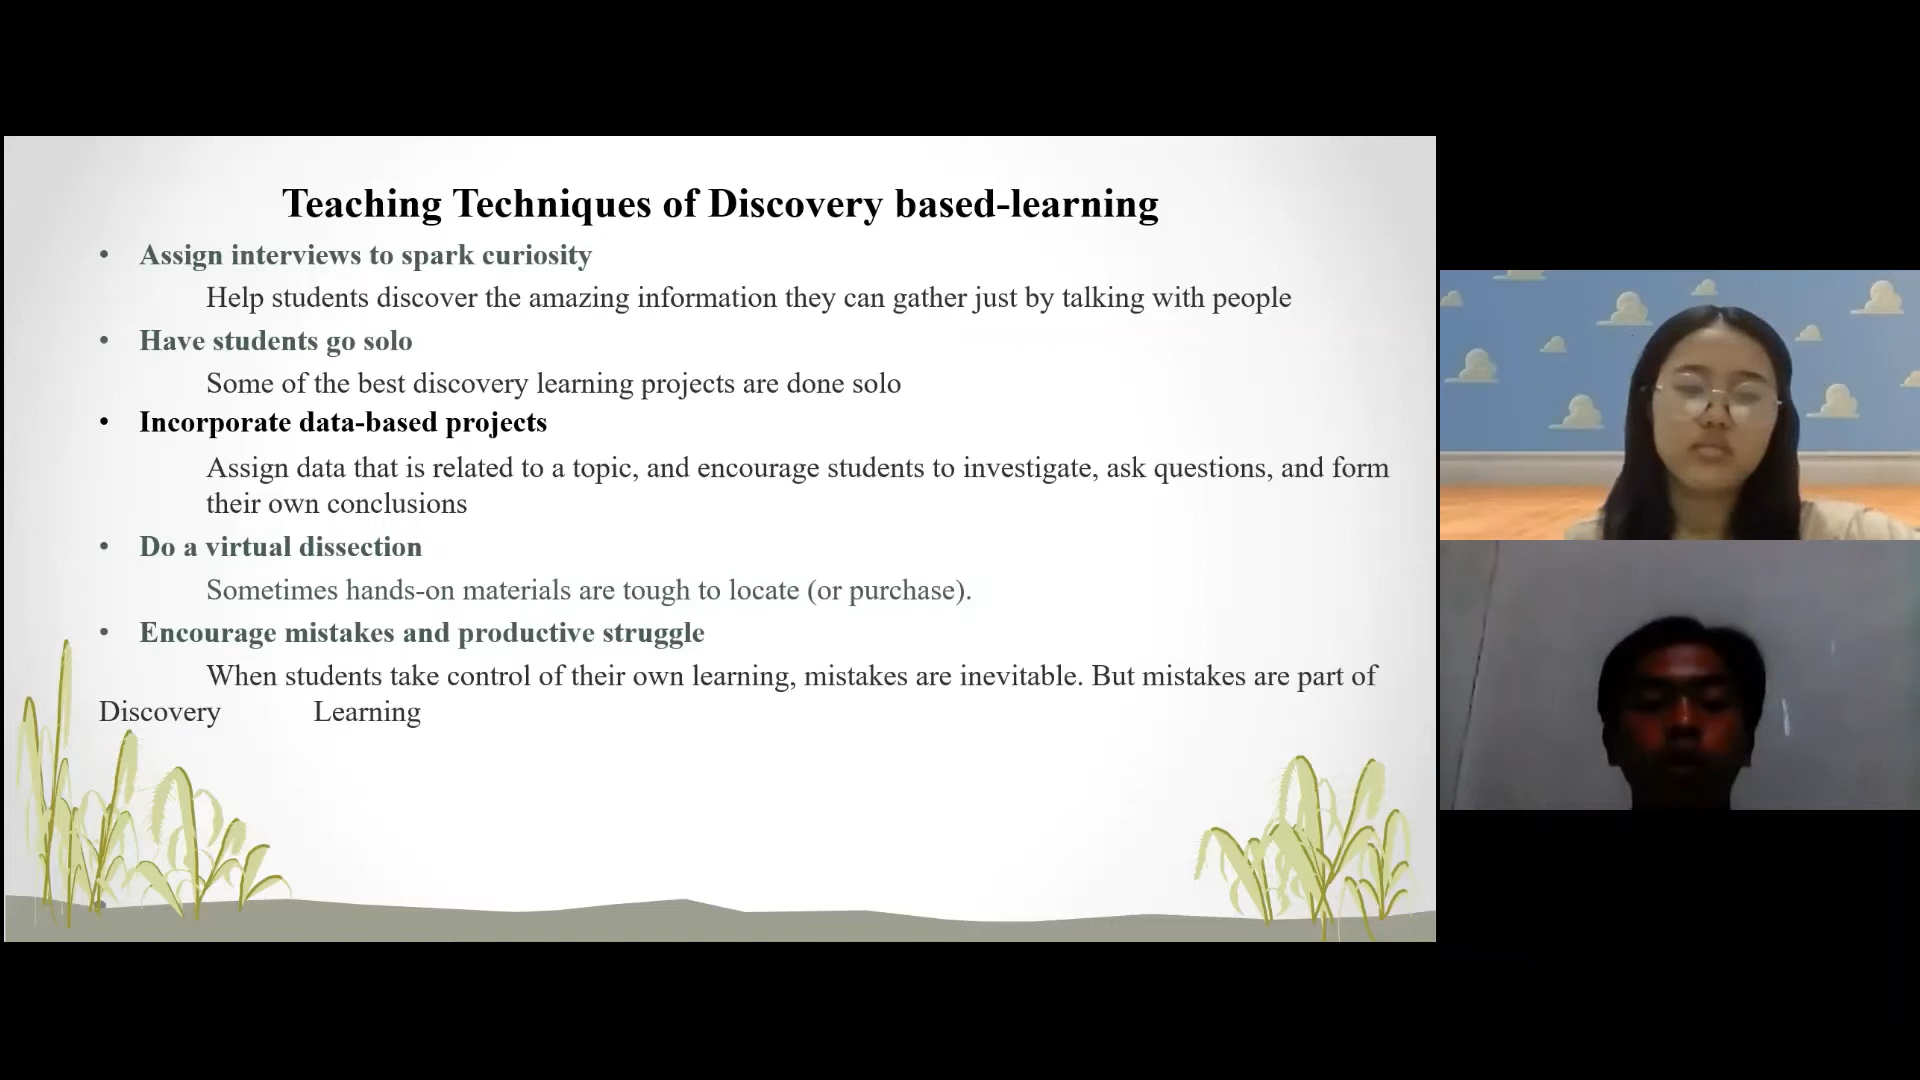 Teaching Techniques of Discovery based-learning
• Assign interviews to spark curiosity
Help students discover the amazing information they can gather just by talking with people
• Have students go solo
Some of the best discovery learning projects are done solo
• Incorporate data-based projects
Assign data that is related to a topic, and encourage students to investigate, ask questions, and form
their own conclusions
• Do a virtual dissection
Sometimes hands-on materials are tough to locate (or purchase).
• Encourage mistakes and productive struggle
When students take control of their own learning, mistakes are inevitable. But mistakes are part of
Discovery Learning